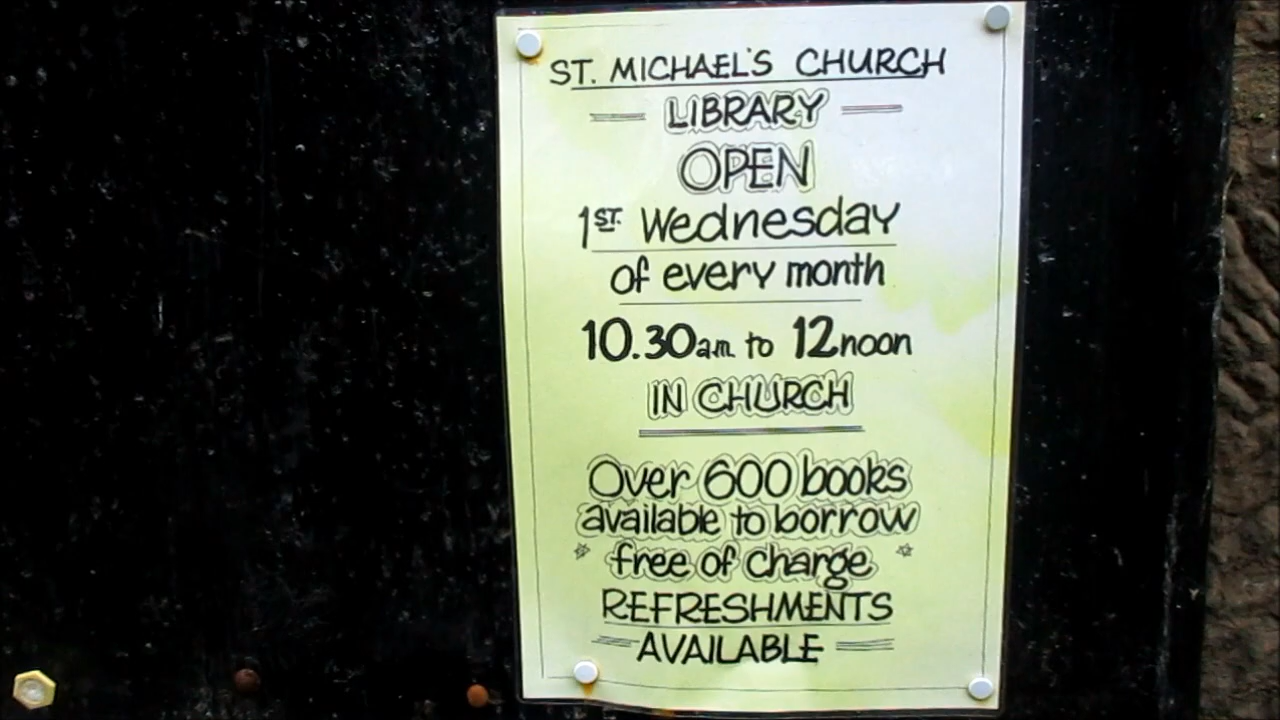 ST. MICHAEL'S CHURCH
LIBRARY
OPEN
1ST. Wednesday
of every month
10.30am. to 12noon
IN CHURCH
Over 600 books
available to borrow
* free of charge *
REFRESHMENTS
AVAILABLE